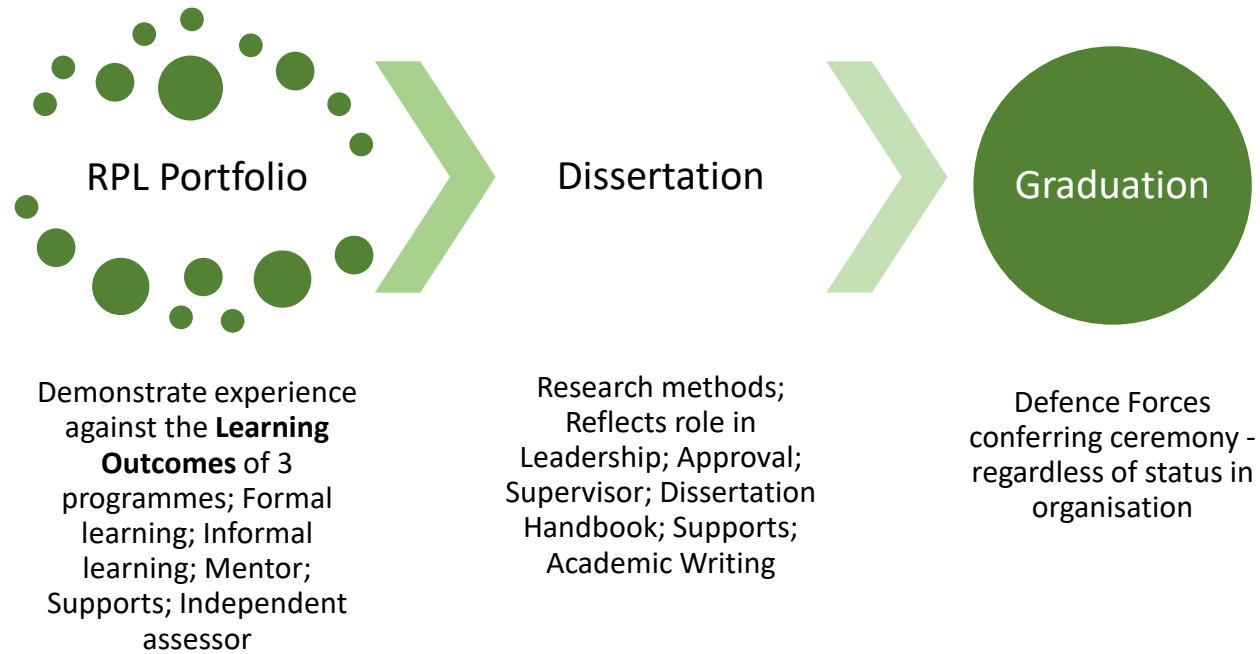 RPL Portfolio
Demonstrate experience
against the Learning
Outcomes of 3
programmes; Formal
learning; Informal
learning; Mentor;
Supports; Independent
assessor
Dissertation
Research methods;
Reflects role in
Leadership; Approval;
Supervisor; Dissertation
Handbook; Supports;
Academic Writing
Graduation
Defence Forces
conferring ceremony -
regardless of status in
organisation